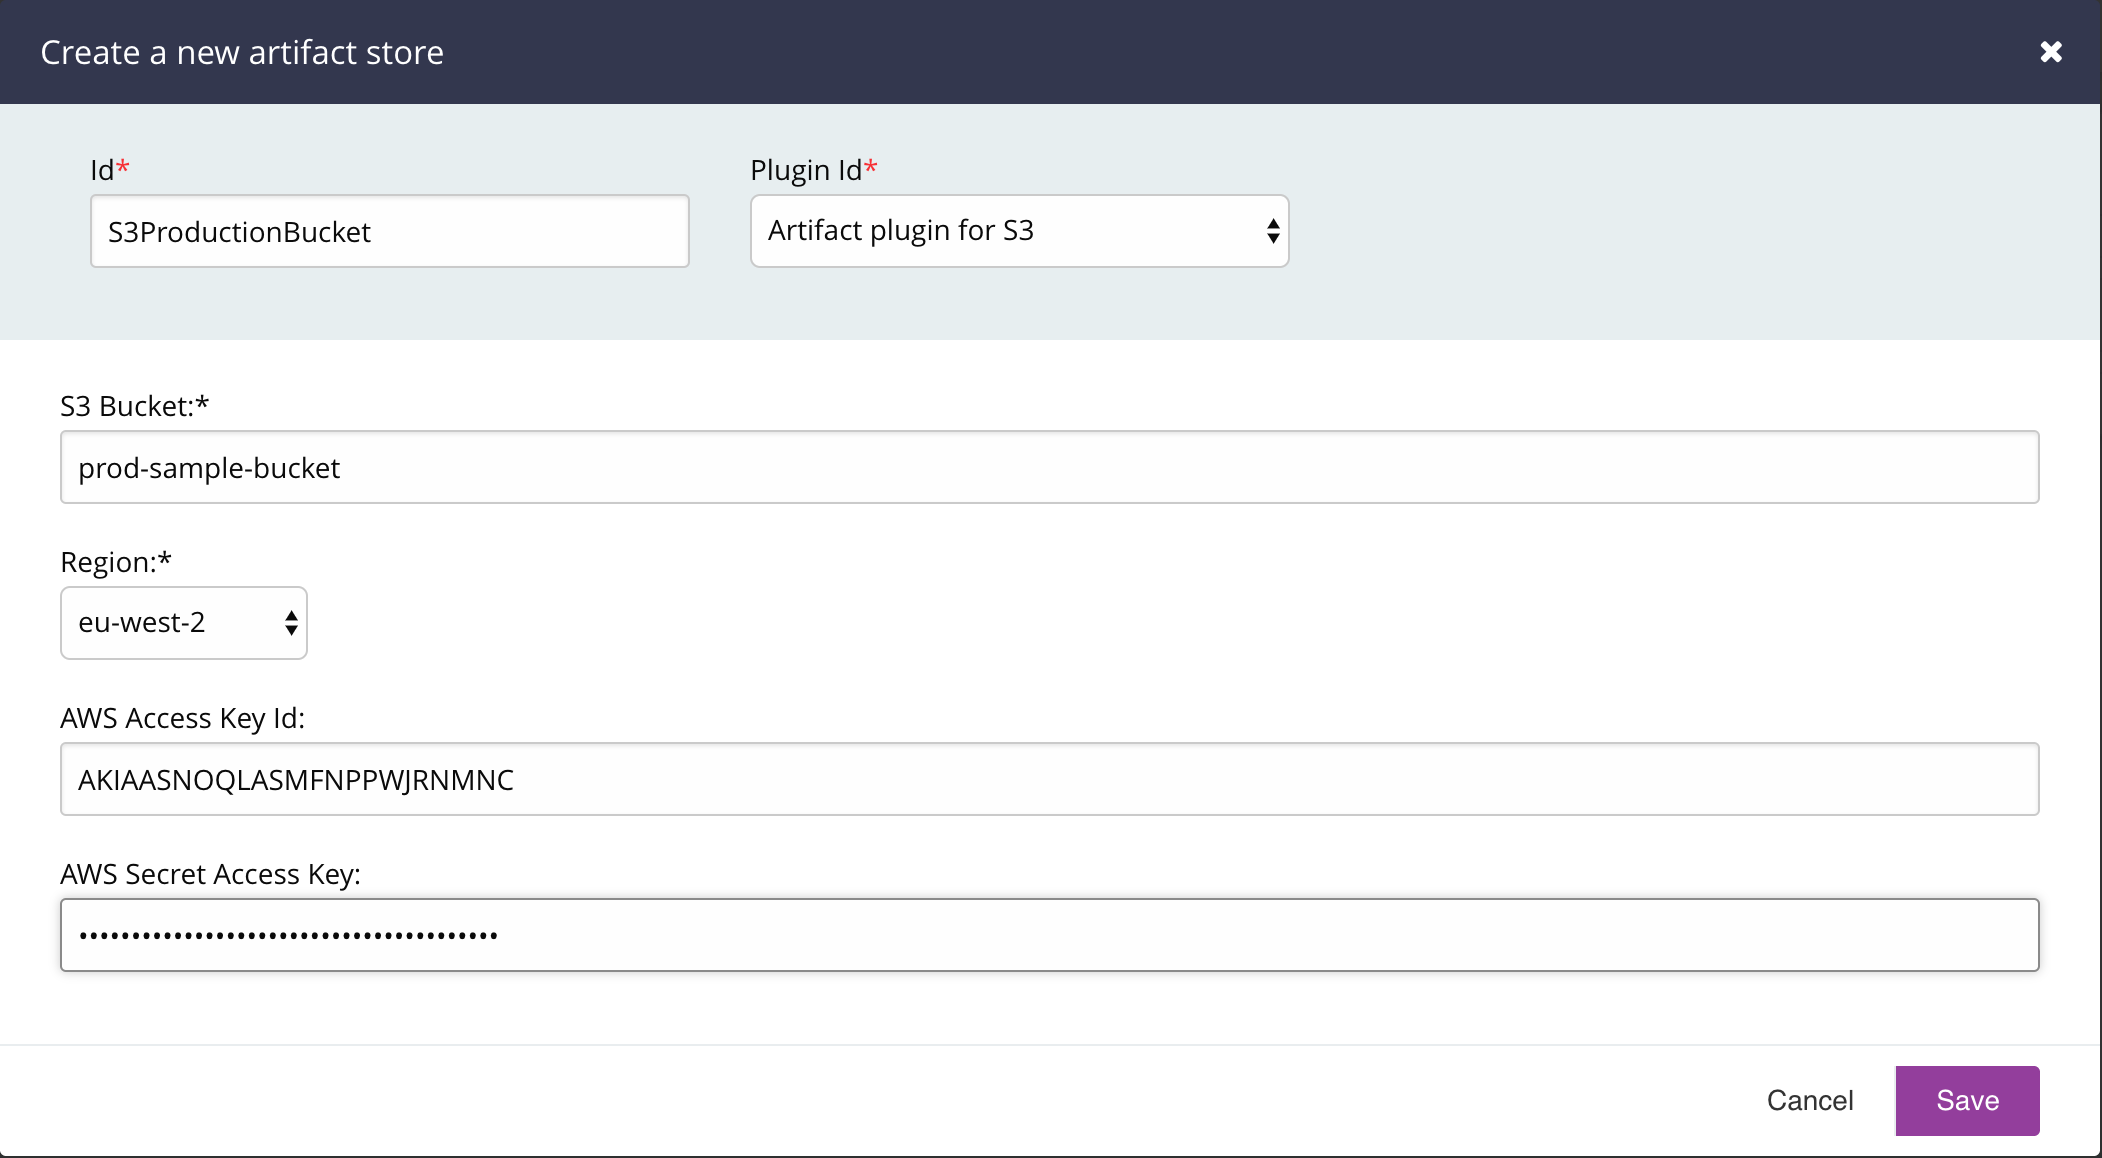 Create a new artifact store
Id* Plugin Id*
S3ProductionBucket Artifact plugin for S3
S3 Bucket:*
prod-sample-bucket
Region:*
eu-west-2
AWS Access Key Id:
AKIAASNOQLASMFNPPWJRNMNC
AWS Secret Access Key:
••••••••••••••••••••••••••••••••••••••••
Cancel Save